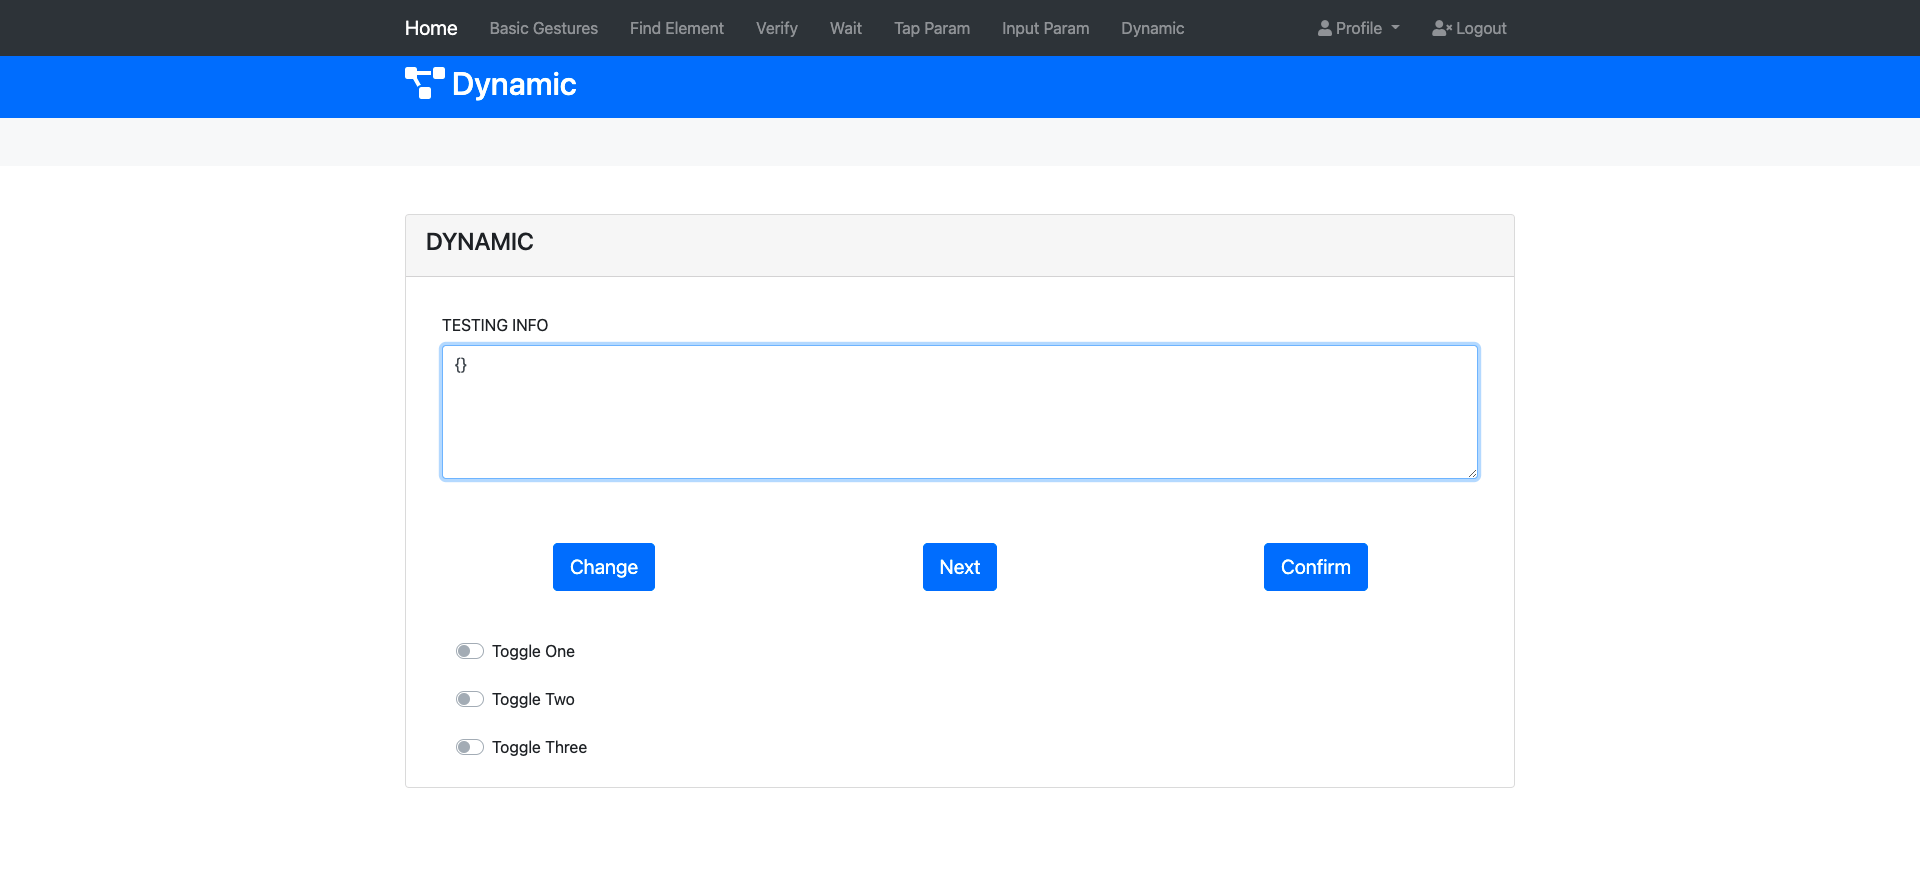 Home Basic Gestures Find Element Verify Wait Tap Param Input Param Dynamic Profile Logout
Dynamic
DYNAMIC
TESTING INFO
{}
Change Next Confirm
Toggle One
Toggle Two
Toggle Three